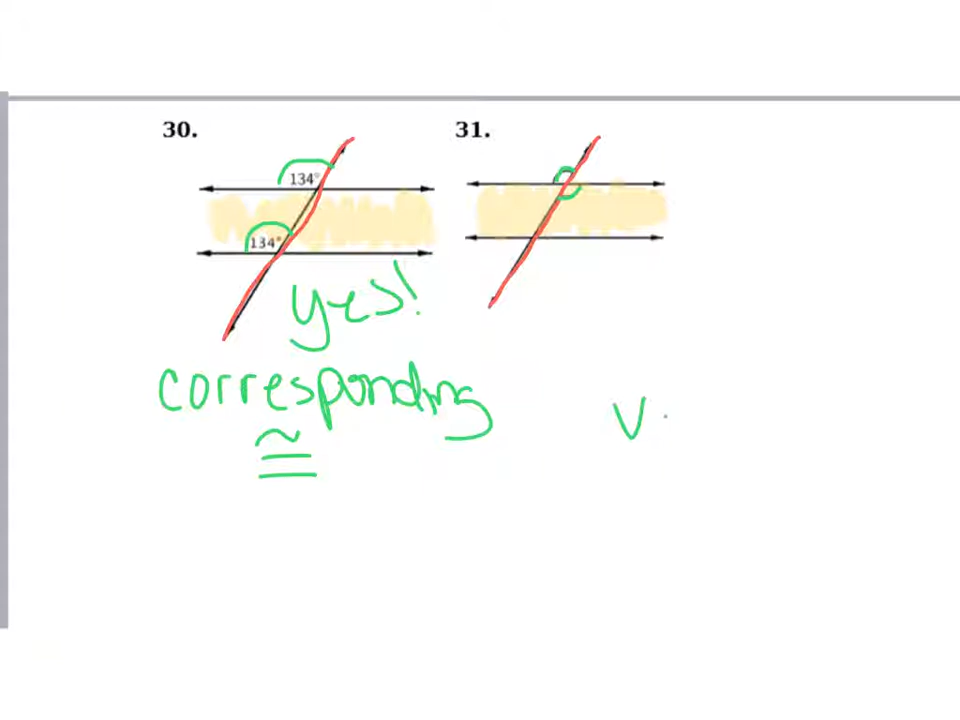 30.
31.
134°
134°
yes!
corresponding
≅
V